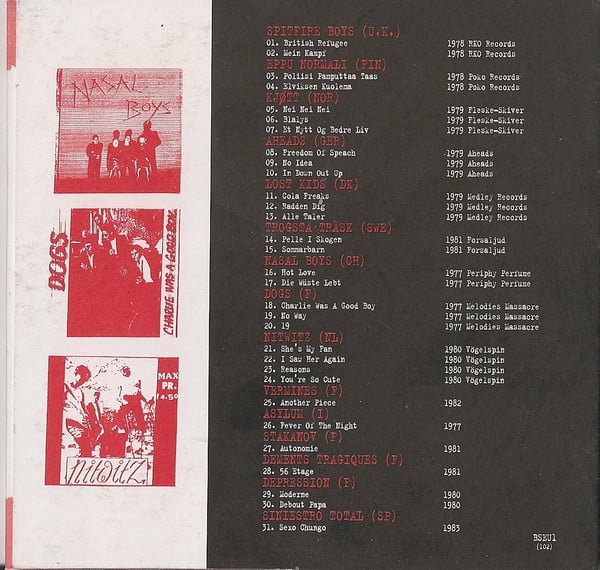 NASAL
BOYS
DOGS
CHARLIE WAS A GOOD BOY
MAX
PR.
f4.50
nitwitZ
SPITFIRE BOYS (U.K.)
01. British Refugee 1978 RKO Records
02. Mein Kampf 1978 RKO Records
EPPU NORMALI (FIN)
03. Poliisi Pamputtaa Taas 1978 Poko Records
04. Elviksen Kuolema 1978 Poko Records
KJØTT (NOR)
05. Nei Nei Nei 1979 Fleske-Skiver
06. Blålys 1979 Fleske-Skiver
07. Et Nytt Og Bedre Liv 1979 Fleske-Skiver
AHEADS (GER)
08. Freedom Of Speach 1979 Aheads
09. No Idea 1979 Aheads
10. In Down Out Up 1979 Aheads
LOST KIDS (DK)
11. Cola Freaks 1979 Medley Records
12. Radden Dig 1979 Medley Records
13. Alle Taler 1979 Medley Records
TROGSTA TRÄSK (SWE)
14. Pelle I Skogen 1981 Forsaljud
15. Sommarbarn 1981 Forsaljud
NASAL BOYS (CH)
16. Hot Love 1977 Periphy Perfume
17. Die Wüste Lebt 1977 Periphy Perfume
DOGS (F)
18. Charlie Was A Good Boy 1977 Melodies Massacre
19. No Way 1977 Melodies Massacre
20. 19 1977 Melodies Massacre
NITWITZ (NL)
21. She's My Fan 1980 Vögelspin
22. I Saw Her Again 1980 Vögelspin
23. Reasons 1980 Vögelspin
24. You're So Cute 1980 Vögelspin
VERMINES (F)
25. Another Piece 1982
ASYLUM (I)
26. Fever Of The Night 1977
STAKANOV (F)
27. Autonomie 1981
DEMENTS TRAGIQUES (F)
28. 56 Etage 1981
DEPRESSION (F)
29. Moderne 1980
30. Debout Papa 1980
SINIESTRO TOTAL (SP)
31. Sexo Chungo 1983
BSEU1
(102)